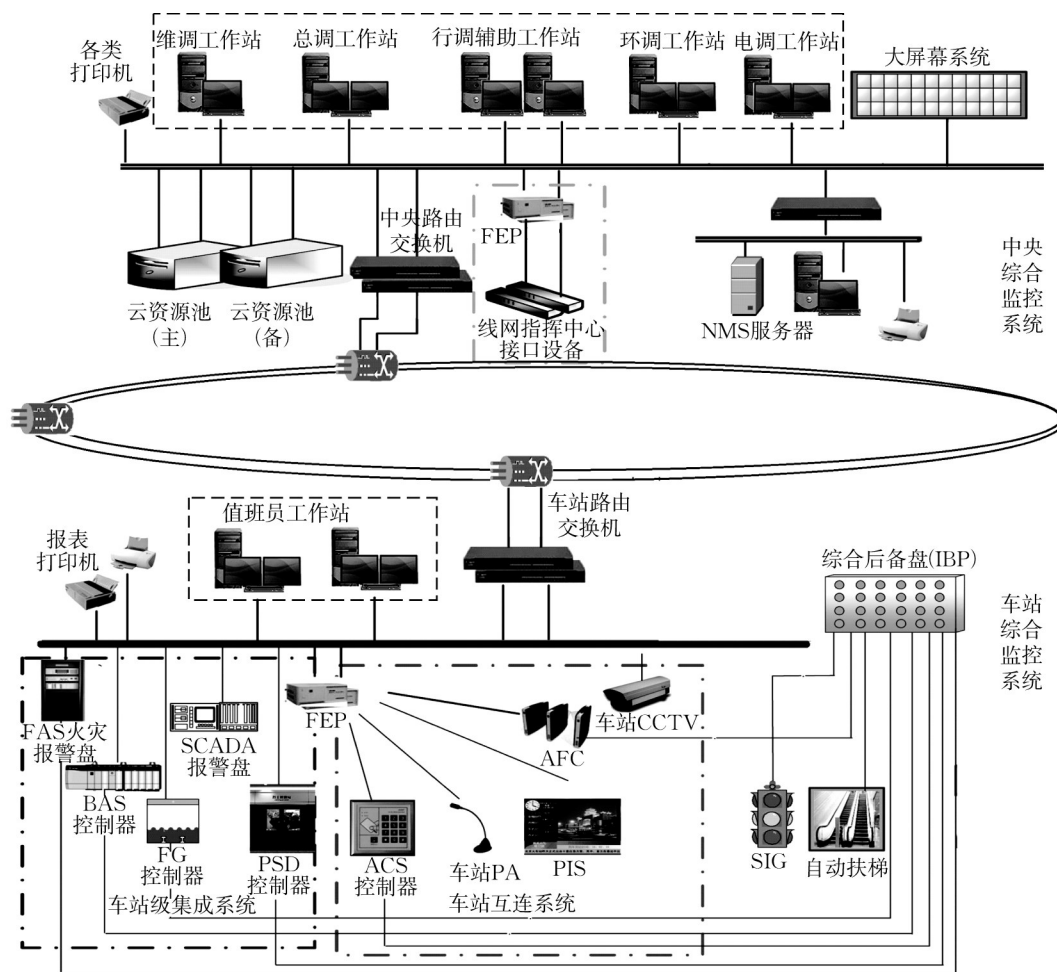 各类
打印机
维调工作站
总调工作站
行调辅助工作站
环调工作站
电调工作站
大屏幕系统
云资源池
(主)
云资源池
(备)
中央路由
交换机
FEP
线网指挥中心
接口设备
NMS服务器
中央
综合
监控
系统
报表
打印机
值班员工作站
车站路由
交换机
综合后备盘(IBP)
车站
综合
监控
系统
FAS火灾
报警盘
BAS
控制器
FG
控制器
SCADA
报警盘
PSD
控制器
车站级集成系统
FEP
ACS
控制器
车站PA
PIS
AFC
车站CCTV
车站互连系统
SIG
自动扶梯